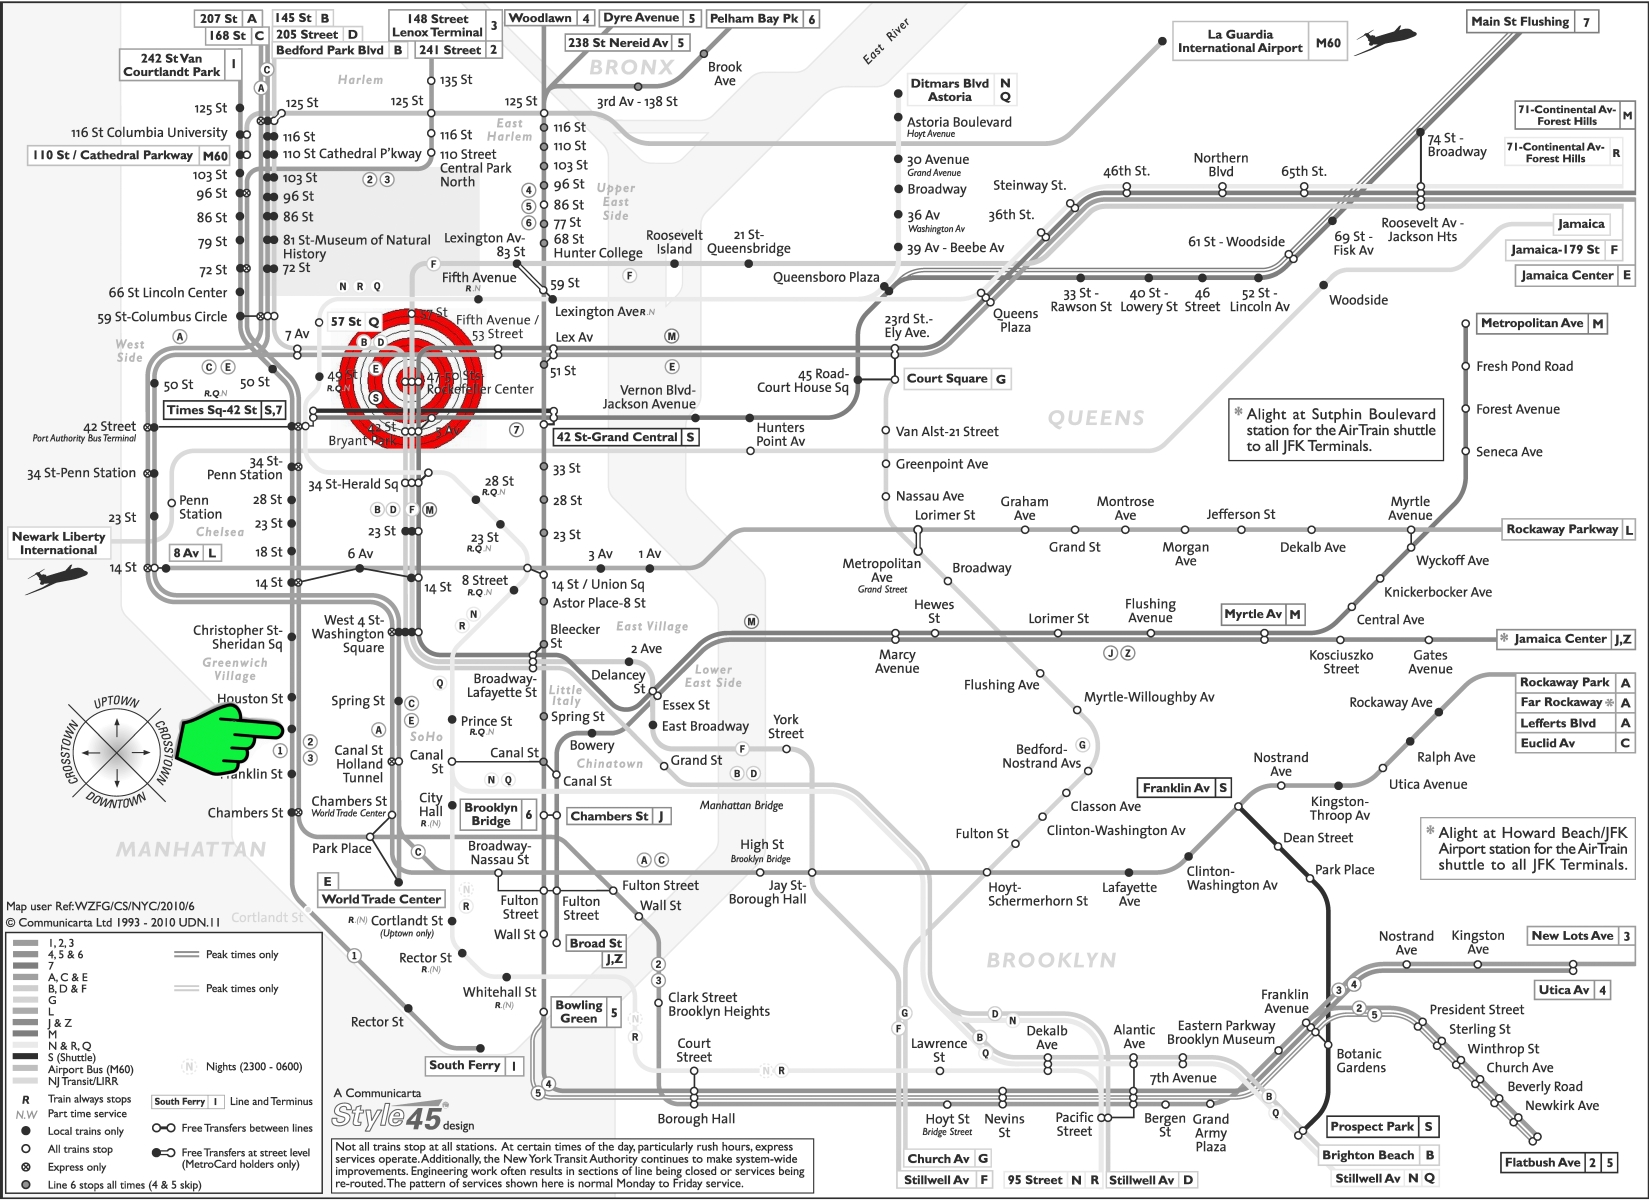 207 St A
145 St B
168 St C
205 Street D
Bedford Park Blvd B
148 Street
Lenox Terminal 3
241 Street 2
Woodlawn 4
Dyre Avenue 5
Pelham Bay Pk 6
238 St Nereid Av 5
Main St Flushing 7
La Guardia
International Airport M60
East River
242 St Van
Courtlandt Park I
C
A
Harlem
135 St
BRONX
Brook
Ave
3rd Av - 138 St
Ditmars Blvd N
Astoria Q
Astoria Boulevard
Hoyt Avenue
30 Avenue
Grand Avenue
Broadway
36 Av
Washington Av
39 Av - Beebe Av
71-Continental Av-
Forest Hills M
71-Continental Av-
Forest Hills R
74 St -
Broadway
125 St
125 St
125 St
125 St
116 St Columbia University
116 St
116 St
East
Harlem
116 St
110 St / Cathedral Parkway M60
110 St Cathedral P'kway
110 Street
Central Park
North
110 St
103 St
103 St
2 3
103 St
96 St
96 St
4
96 St
Upper
East
Side
86 St
86 St
5
86 St
6
77 St
79 St
81 St-Museum of Natural
History
68 St
Hunter College
72 St
72 St
Lexington Av-
83 St
Roosevelt
Island
21 St-
Queensbridge
Queensboro Plaza
Steinway St.
46th St.
Northern
Blvd
65th St.
36th St.
61 St - Woodside
69 St -
Fisk Av
Roosevelt Av -
Jackson Hts
Jamaica
Jamaica-179 St F
Jamaica Center E
66 St Lincoln Center
N R Q
F
Fifth Avenue
R.N
F
59 St
Lexington Ave R.N
59 St-Columbus Circle
57 St Q
57 St
Fifth Avenue /
53 Street
23rd St.-
Ely Ave.
Queens
Plaza
33 St -
Rawson St
40 St -
Lowery St
46
Street
52 St -
Lincoln Av
Woodside
Metropolitan Ave M
A
7 Av
B D
Lex Av
M
West
Side
C E
E
51 St
E
Fresh Pond Road
50 St
R.Q.N
50 St
49 St
R.Q.N
47-50 Sts-
Rockefeller Center
S
45 Road-
Court House Sq
Court Square G
Vernon Blvd-
Jackson Avenue
QUEENS
Times Sq-42 St S,7
42 Street
Port Authority Bus Terminal
42 St
Bryant Park
5 Av
7
42 St-Grand Central S
Hunters
Point Av
Van Alst-21 Street
* Alight at Sutphin Boulevard
station for the AirTrain shuttle
to all JFK Terminals.
Forest Avenue
Seneca Ave
34 St-Penn Station
34 St-
Penn Station
34 St-Herald Sq
33 St
Greenpoint Ave
28 St
28 St
R.Q.N
28 St
Nassau Ave
Penn
Station
B D F M
23 St
Chelsea
23 St
23 St
23 St
R.Q.N
23 St
Lorimer St
Graham
Ave
Montrose
Ave
Jefferson St
Myrtle
Avenue
Rockaway Parkway L
Newark Liberty
International
8 Av L
18 St
6 Av
3 Av
1 Av
Grand St
Morgan
Ave
Dekalb Ave
Wyckoff Ave
14 St
14 St
14 St
8 Street
R.Q.N
14 St / Union Sq
Metropolitan
Ave
Grand Street
Broadway
Knickerbocker Ave
Astor Place-8 St
Hewes
St
Lorimer St
Flushing
Avenue
Myrtle Av M
Central Ave
Christopher St-
Sheridan Sq
West 4 St-
Washington
Square
N
R
Bleecker
St
East Village
M
Marcy
Avenue
J Z
Kosciuszko
Street
Gates
Avenue
* Jamaica Center J,Z
Greenwich
Village
Q
Broadway-
Lafayette St
2 Ave
Delancey
St
Lower
East Side
Flushing Ave
Rockaway Park A
Far Rockaway * A
Lefferts Blvd A
Euclid Av C
Houston St
Spring St
C
E
Little
Italy
Essex St
Myrtle-Willoughby Av
Rockaway Ave
UPTOWN
CROSSTOWN
CROSSTOWN
DOWNTOWN
A
SoHo
Prince St
R.Q.N
Spring St
East Broadway
York
Street
1
2
3
Canal St
Holland
Tunnel
Canal
St
Canal St
Bowery
Chinatown
F
Grand St
Bedford-
Nostrand Avs
G
Ralph Ave
nklin St
N Q
Canal St
B D
Nostrand
Ave
Utica Avenue
Chambers St
Chambers St
World Trade Center
City
Hall
R.(N)
Brooklyn
Bridge 6
Chambers St J
Manhattan Bridge
Classon Ave
Franklin Av S
Kingston-
Throop Av
MANHATTAN
Park Place
C
Broadway-
Nassau St
A C
High St
Brooklyn Bridge
Fulton St
Clinton-Washington Av
Dean Street
* Alight at Howard Beach/JFK
Airport station for the AirTrain
shuttle to all JFK Terminals.
E
World Trade Center
N
R
Fulton
Street
Fulton
Street
Fulton Street
Jay St-
Borough Hall
Hoyt-
Schermerhorn St
Lafayette
Ave
Clinton-
Washington Av
Park Place
Map user Ref:WZFG/CS/NYC/2010/6
© Communicarta Ltd 1993 - 2010 UDN.11
Cortlandt St
Cortlandt St
R.(N)
(Uptown only)
Wall St
Wall St
Broad St
J,Z
1, 2, 3
4, 5 & 6
7
A, C & E
B, D & F
G
L
J & Z
M
N & R, Q
S (Shuttle)
Airport Bus (M60)
NJ Transit/LIRR
Peak times only
Peak times only
N Nights (2300 - 0600)
R Train always stops
N.W Part time service
Local trains only
All trains stop
Express only
Line 6 stops all times (4 & 5 skip)
South Ferry I Line and Terminus
Free Transfers between lines
Free Transfers at street level
(MetroCard holders only)
1
Rector St
Rector St
R.(N)
Whitehall St
R.(N)
2
3
Clark Street
Brooklyn Heights
Bowling
Green 5
N
R
South Ferry I
Court
Street
N R
4
5
Borough Hall
BROOKLYN
G
F
D N
B
Q
Lawrence
St
Dekalb
Ave
Alantic
Ave
Eastern Parkway
Brooklyn Museum
7th Avenue
Franklin
Avenue
3 4
2
5
Nostrand
Ave
Kingston
Ave
New Lots Ave 3
Utica Av 4
President Street
Sterling St
Winthrop St
Church Ave
Beverly Road
Newkirk Ave
Botanic
Gardens
B
Q
Hoyt St
Bridge Street
Nevins
St
Pacific
Street
Bergen
St
Grand
Army
Plaza
Prospect Park S
Brighton Beach B
Stillwell Av N Q
Flatbush Ave 2 5
Church Av G
Stillwell Av F
95 Street N R
Stillwell Av D
A Communicarta
Style 45 design
Not all trains stop at all stations. At certain times of the day, particularly rush hours, express
services operate. Additionally, the New York Transit Authority continues to make system-wide
improvements. Engineering work often results in sections of line being closed or services being
re-routed. The pattern of services shown here is normal Monday to Friday service.